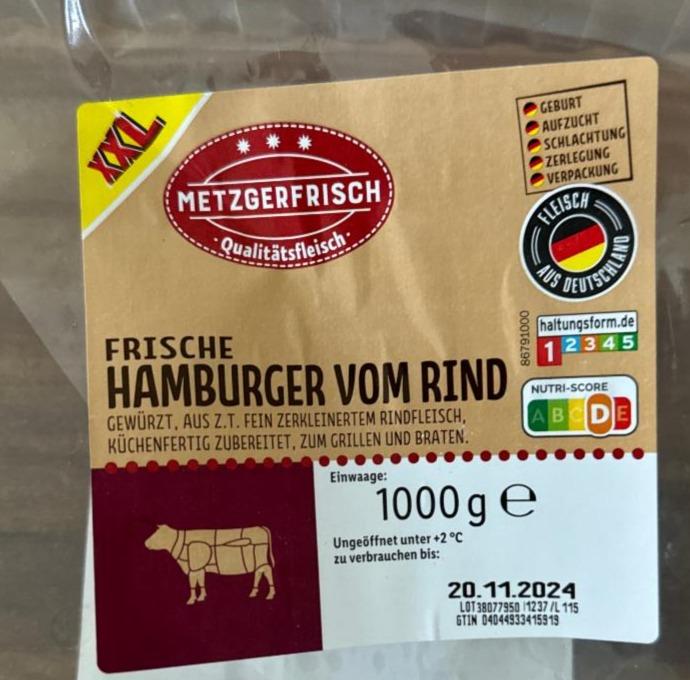 XXL
METZGERFRISCH
· Qualitätsfleisch ·
GEBURT
AUFZUCHT
SCHLACHTUNG
ZERLEGUNG
VERPACKUNG
FLEISCH
AUS DEUTSCHLAND
86791000
haltungsform.de
1 2 3 4 5
NUTRI-SCORE
A B C D E
FRISCHE
HAMBURGER VOM RIND
GEWÜRZT, AUS Z.T. FEIN ZERKLEINERTEM RINDFLEISCH,
KÜCHENFERTIG ZUBEREITET, ZUM GRILLEN UND BRATEN.
Einwaage:
1000 g ℮
Ungeöffnet unter +2 °C
zu verbrauchen bis:
20.11.2024
LOT38077950 11237/L 115
GTIN 04044933415919